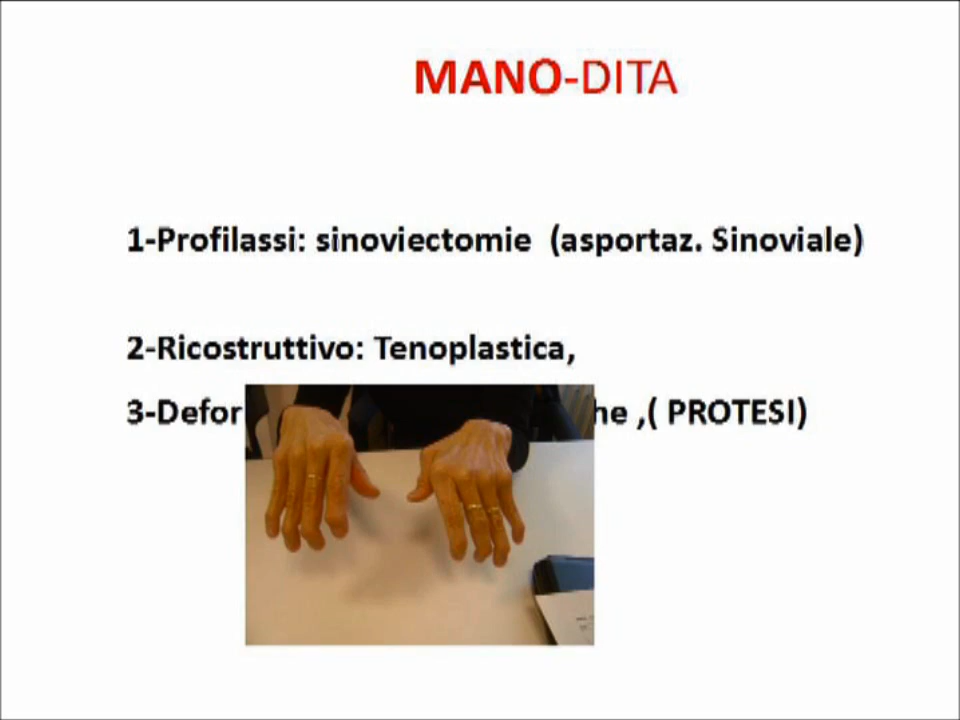 MANO-DITA
1-Profilassi: sinoviectomie (asportaz. Sinoviale)
2-Ricostruttivo: Tenoplastica,
3-Defor he ,( PROTESI)